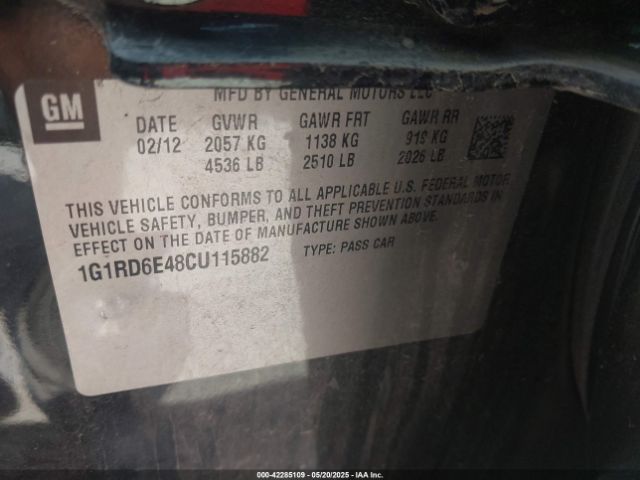 GM
MFD BY GENERAL MOTORS LLC
DATE GVWR GAWR FRT GAWR RR
02/12 2057 KG 1138 KG 919 KG
4536 LB 2510 LB 2026 LB
THIS VEHICLE CONFORMS TO ALL APPLICABLE U.S. FEDERAL MOTOR
VEHICLE SAFETY, BUMPER, AND THEFT PREVENTION STANDARDS IN
EFFECT ON THE DATE OF MANUFACTURE SHOWN ABOVE.
1G1RD6E48CU115882 TYPE: PASS CAR
000-42285109 | 05/20/2025 | IAAI Inc.